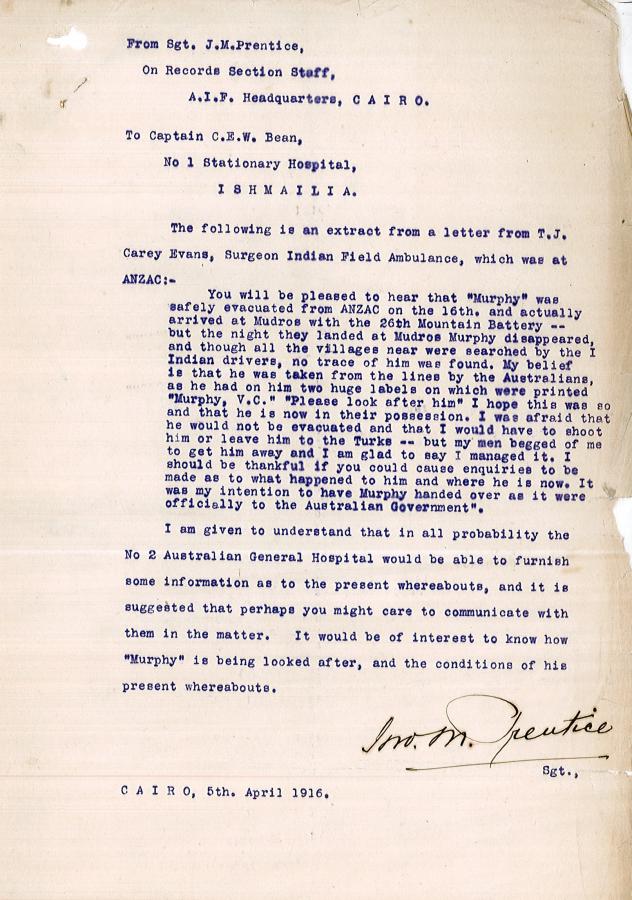 From Sgt. J.M.Prentice,
On Records Section Staff,
A.I.F. Headquarters, C A I R O.
To Captain C.E.W. Bean,
No 1 Stationary Hospital,
I S H M A I L I A.
The following is an extract from a letter from T.J.
Carey Evans, Surgeon Indian Field Ambulance, which was at
ANZAC:-
You will be pleased to hear that "Murphy" was
safely evacuated from ANZAC on the 16th. and actually
arrived at Mudros with the 26th Mountain Battery --
but the night they landed at Mudros Murphy disappeared,
and though all the villages near were searched by the I
Indian drivers, no trace of him was found. My belief
is that he was taken from the lines by the Australians,
as he had on him two huge labels on which were printed
"Murphy, V.C." "Please look after him" I hope this was so
and that he is now in their possession. I was afraid that
he would not be evacuated and that I would have to shoot
him or leave him to the Turks -- but my men begged of me
to get him away and I am glad to say I managed it. I
should be thankful if you could cause enquiries to be
made as to what happened to him and where he is now. It
was my intention to have Murphy handed over as it were
officially to the Australian Government".
I am given to understand that in all probability the
No 2 Australian General Hospital would be able to furnish
some information as to the present whereabouts, and it is
suggested that perhaps you might care to communicate with
them in the matter. It would be of interest to know how
"Murphy" is being looked after, and the conditions of his
present whereabouts.
Jno. M. Prentice
Sgt.,
C A I R O, 5th. April 1916.